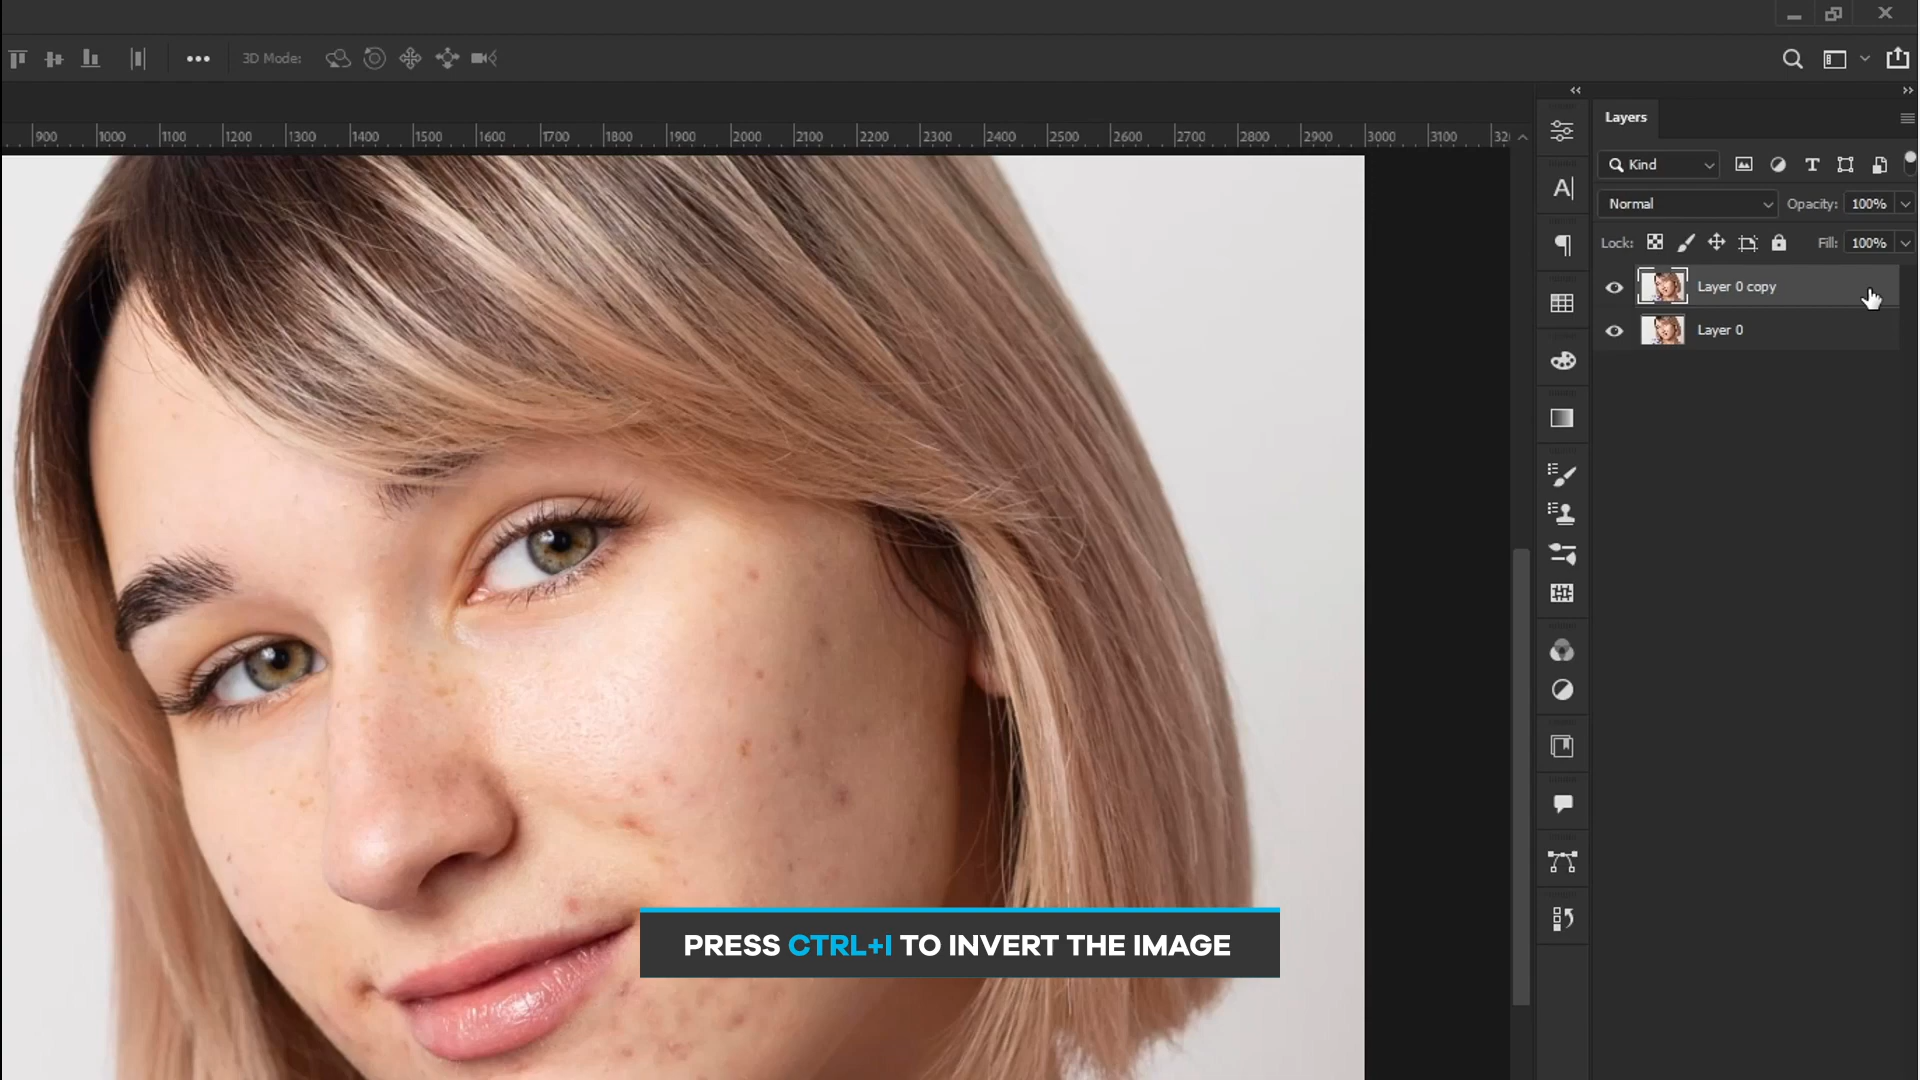 3D Mode:
900 1000 1100 1200 1300 1400 1500 1600 1700 1800 1900 2000 2100 2200 2300 2400 2500 2600 2700 2800 2900 3000 3100
Layers
Kind
Normal Opacity: 100%
Lock: Fill: 100%
Layer 0 copy
Layer 0
PRESS CTRL+I TO INVERT THE IMAGE